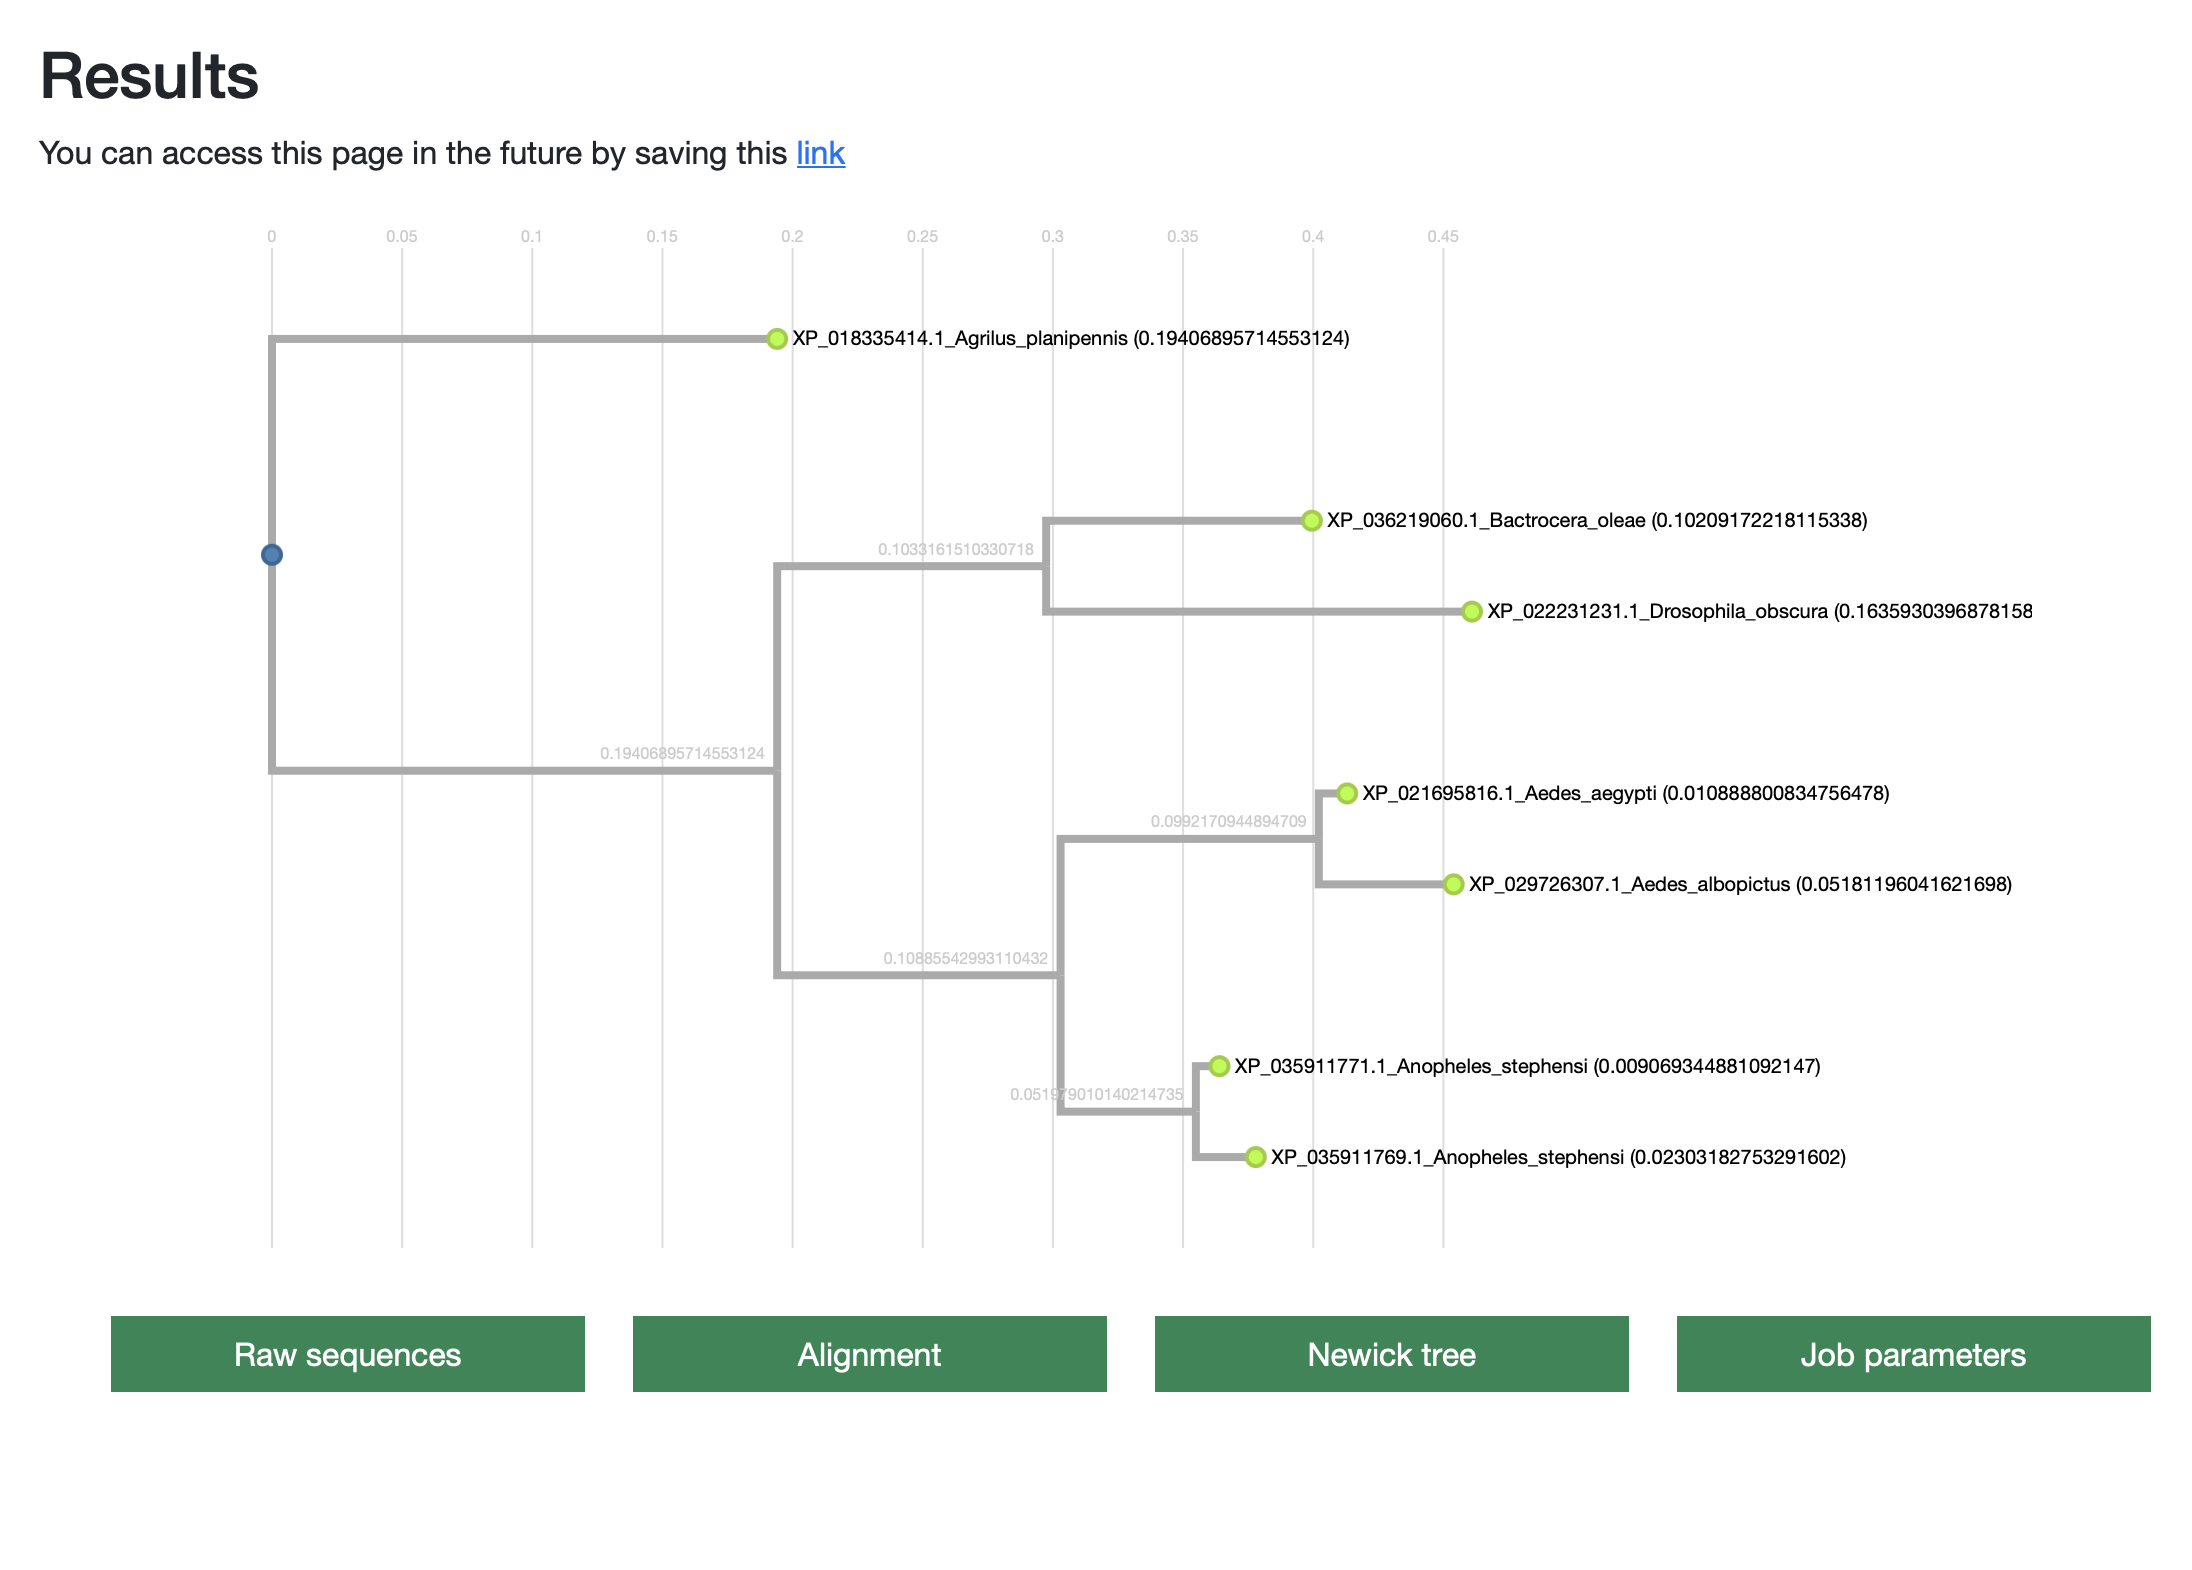 Results
You can access this page in the future by saving this link
0 0.05 0.1 0.15 0.2 0.25 0.3 0.35 0.4 0.45
XP_018335414.1_Agrilus_planipennis (0.19406895714553124)
XP_036219060.1_Bactrocera_oleae (0.10209172218115338)
0.1033161510330718
XP_022231231.1_Drosophila_obscura (0.1635930396878158
0.19406895714553124
XP_021695816.1_Aedes_aegypti (0.010888800834756478)
0.0992170944894709
XP_029726307.1_Aedes_albopictus (0.05181196041621698)
0.10885542993110432
XP_035911771.1_Anopheles_stephensi (0.009069344881092147)
0.051979010140214735
XP_035911769.1_Anopheles_stephensi (0.02303182753291602)
Raw sequences Alignment Newick tree Job parameters